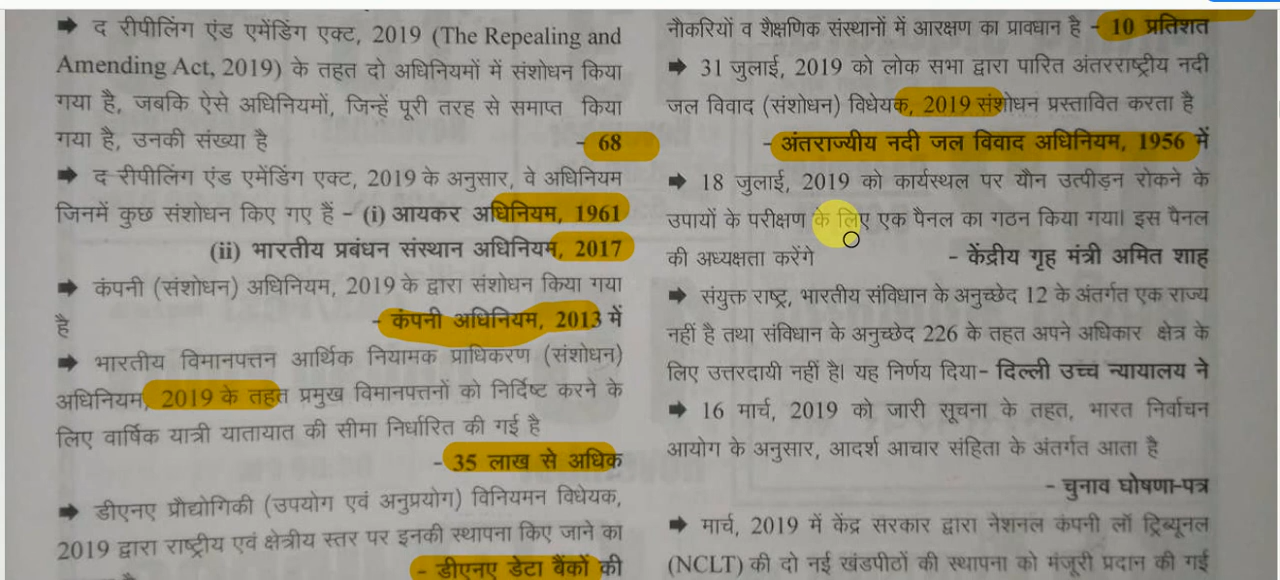 ➡ द रीपीलिंग एंड एमेंडिंग एक्ट, 2019 (The Repealing and
Amending Act, 2019) के तहत दो अधिनियमों में संशोधन किया
गया है, जबकि ऐसे अधिनियमों, जिन्हें पूरी तरह से समाप्त किया
गया है, उनकी संख्या है - 68
➡ द रीपीलिंग एंड एमेंडिंग एक्ट, 2019 के अनुसार, वे अधिनियम
जिनमें कुछ संशोधन किए गए हैं – (i) आयकर अधिनियम, 1961
(ii) भारतीय प्रबंधन संस्थान अधिनियम, 2017
➡ कंपनी (संशोधन) अधिनियम, 2019 के द्वारा संशोधन किया गया
है - कंपनी अधिनियम, 2013 में
➡ भारतीय विमानपत्तन आर्थिक नियामक प्राधिकरण (संशोधन)
अधिनियम, 2019 के तहत प्रमुख विमानपत्तनों को निर्दिष्ट करने के
लिए वार्षिक यात्री यातायात की सीमा निर्धारित की गई है
- 35 लाख से अधिक
➡ डीएनए प्रौद्योगिकी (उपयोग एवं अनुप्रयोग) विनियमन विधेयक,
2019 द्वारा राष्ट्रीय एवं क्षेत्रीय स्तर पर इनकी स्थापना किए जाने का
- डीएनए डेटा बैंकों की
नौकरियों व शैक्षणिक संस्थानों में आरक्षण का प्रावधान है - 10 प्रतिशत
➡ 31 जुलाई, 2019 को लोक सभा द्वारा पारित अंतरराष्ट्रीय नदी
जल विवाद (संशोधन) विधेयक, 2019 संशोधन प्रस्तावित करता है
- अंतराज्यीय नदी जल विवाद अधिनियम, 1956 में
➡ 18 जुलाई, 2019 को कार्यस्थल पर यौन उत्पीड़न रोकने के
उपायों के परीक्षण के लिए एक पैनल का गठन किया गया। इस पैनल
की अध्यक्षता करेंगे - केंद्रीय गृह मंत्री अमित शाह
➡ संयुक्त राष्ट्र, भारतीय संविधान के अनुच्छेद 12 के अंतर्गत एक राज्य
नहीं है तथा संविधान के अनुच्छेद 226 के तहत अपने अधिकार क्षेत्र के
लिए उत्तरदायी नहीं है। यह निर्णय दिया– दिल्ली उच्च न्यायालय ने
➡ 16 मार्च, 2019 को जारी सूचना के तहत, भारत निर्वाचन
आयोग के अनुसार, आदर्श आचार संहिता के अंतर्गत आता है
- चुनाव घोषणा-पत्र
➡ मार्च, 2019 में केंद्र सरकार द्वारा नेशनल कंपनी लॉ ट्रिब्यूनल
(NCLT) की दो नई खंडपीठों की स्थापना को मंजूरी प्रदान की गई